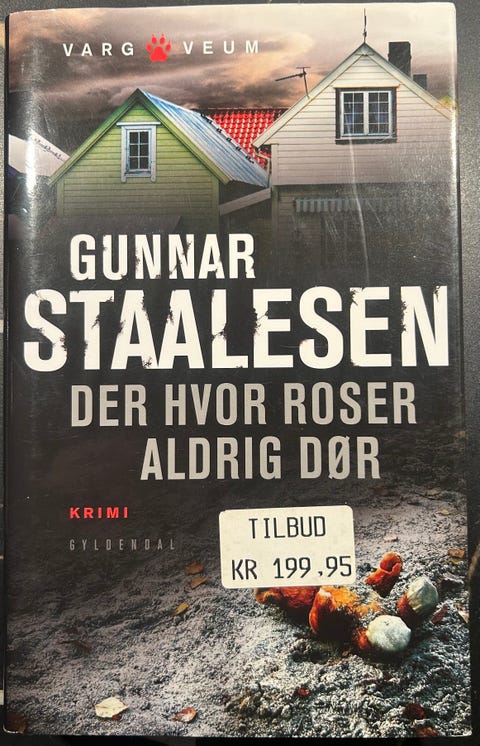 VARG VEUM
GUNNAR
STAALESEN
DER HVOR ROSER
ALDRIG DØR
KRIMI
GYLDENDAL
TILBUD
KR 199,95